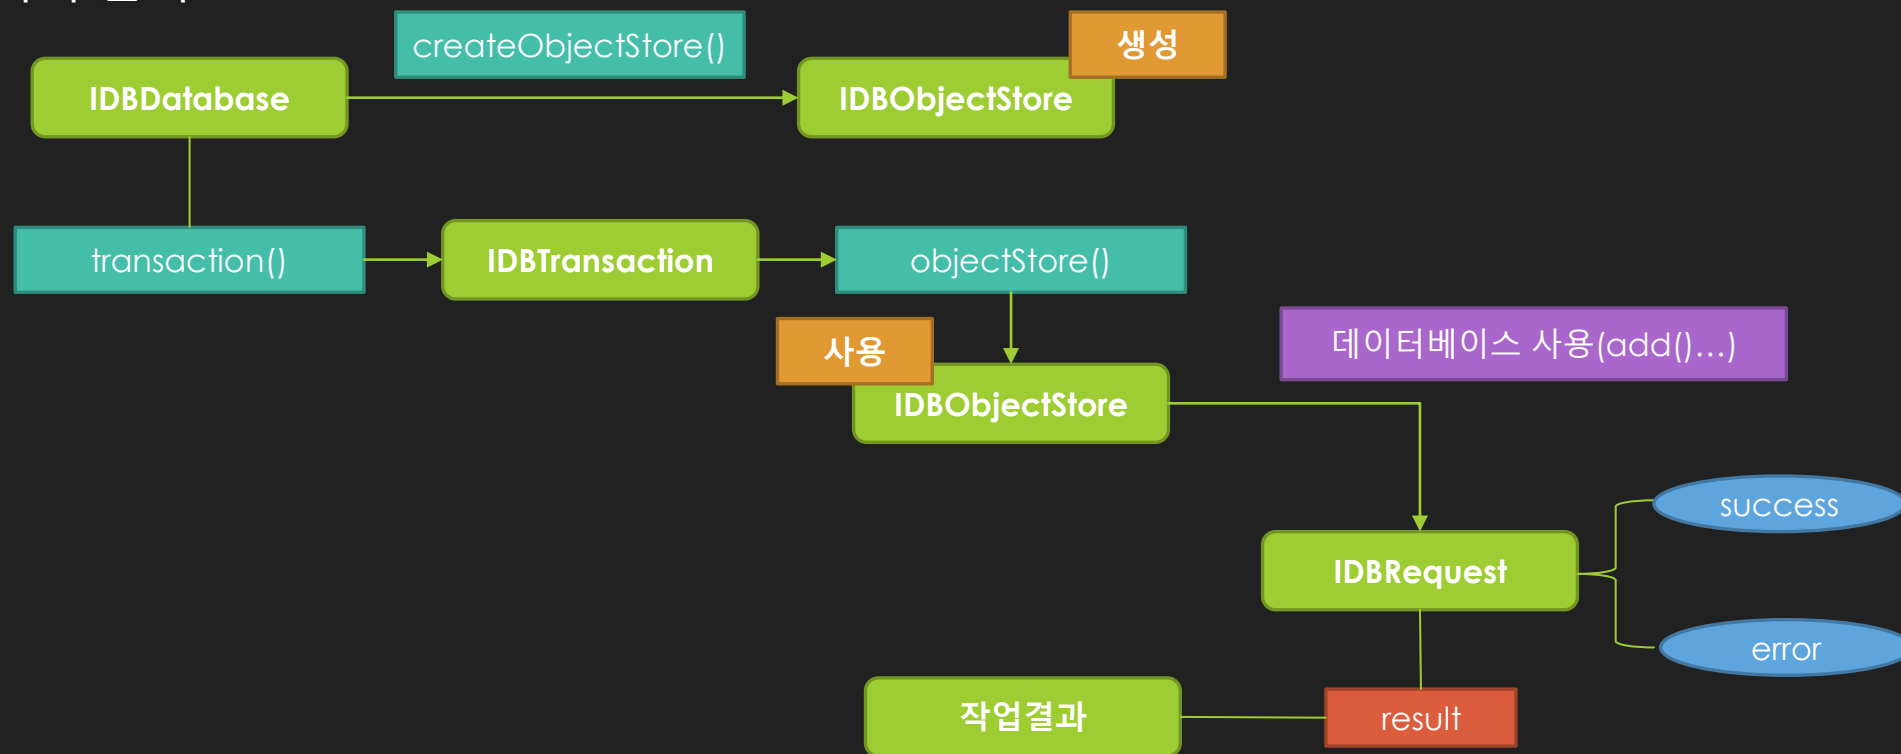 createObjectStore()
생성
IDBDatabase
IDBObjectStore
transaction()
IDBTransaction
objectStore()
사용
데이터베이스 사용(add()...)
IDBObjectStore
success
IDBRequest
error
작업결과
result